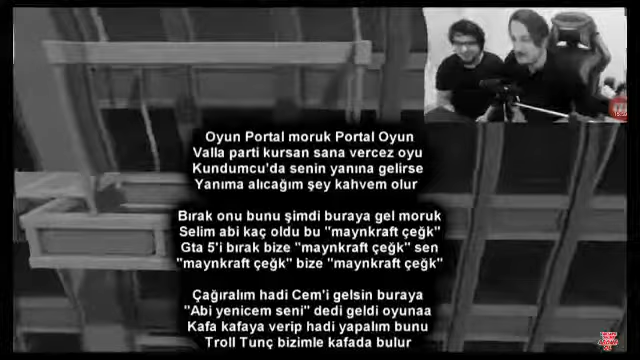 Oyun Portal moruk Portal Oyun
Valla parti kursan sana vercez oyu
Kundumcu'da senin yanına gelirse
Yanıma alıcağım şey kahvem olur
Bırak onu bunu şimdi buraya gel moruk
Selim abi kaç oldu bu "maynkraft çeğk"
Gta 5'i bırak bize "maynkraft çeğk" sen
"maynkraft çeğk" bize "maynkraft çeğk"
Çağıralım hadi Cem'i gelsin buraya
"Abi yenicem seni" dedi geldi oyunaa
Kafa kafaya verip hadi yapalım bunu
Troll Tunç bizimle kafada bulur